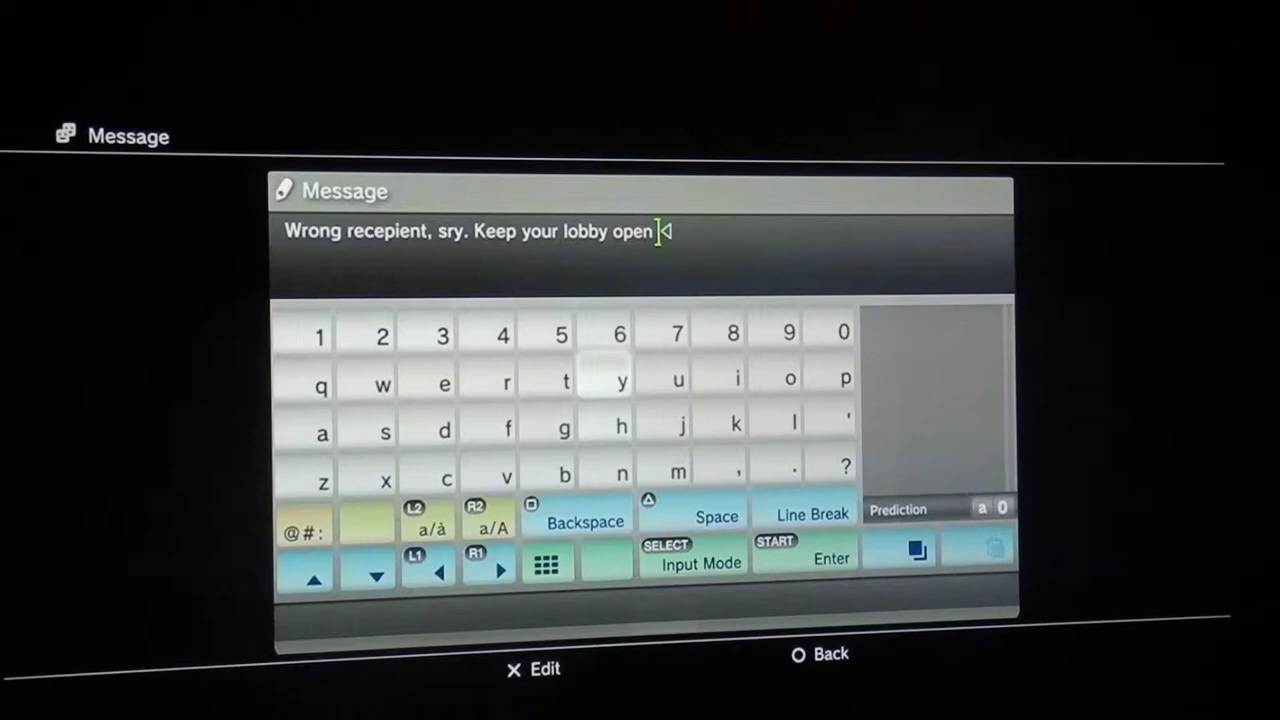 Message
Message
Wrong recepient, sry. Keep your lobby open
1 2 3 4 5 6 7 8 9 0
q w e r t y u i o p
a s d f g h j k l '
z x c v b n m , . ?
@#: L2 a/à R2 a/A Backspace Space Line Break Prediction a 0
L1 R1 SELECT Input Mode START Enter
X Edit O Back